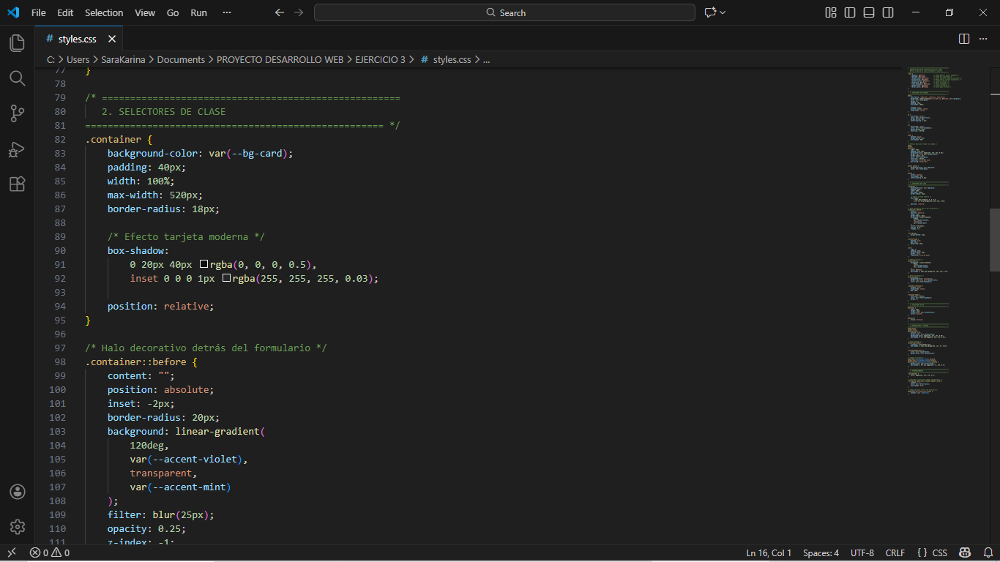 File Edit Selection View Go Run ··· Search
# styles.css
C: > Users > SaraKarina > Documents > PROYECTO DESARROLLO WEB > EJERCICIO 3 > # styles.css > ...
77 }
78
79 /* =====================================================
80 2. SELECTORES DE CLASE
81 ===================================================== */
82 .container {
83 background-color: var(--bg-card);
84 padding: 40px;
85 width: 100%;
86 max-width: 520px;
87 border-radius: 18px;
88
89 /* Efecto tarjeta moderna */
90 box-shadow:
91 0 20px 40px rgba(0, 0, 0, 0.5),
92 inset 0 0 0 1px rgba(255, 255, 255, 0.03);
93
94 position: relative;
95 }
96
97 /* Halo decorativo detrás del formulario */
98 .container::before {
99 content: "";
100 position: absolute;
101 inset: -2px;
102 border-radius: 20px;
103 background: linear-gradient(
104 120deg,
105 var(--accent-violet),
106 transparent,
107 var(--accent-mint)
108 );
109 filter: blur(25px);
110 opacity: 0.25;
111 z-index: -1;
0 0 Ln 16, Col 1 Spaces: 4 UTF-8 CRLF { } CSS